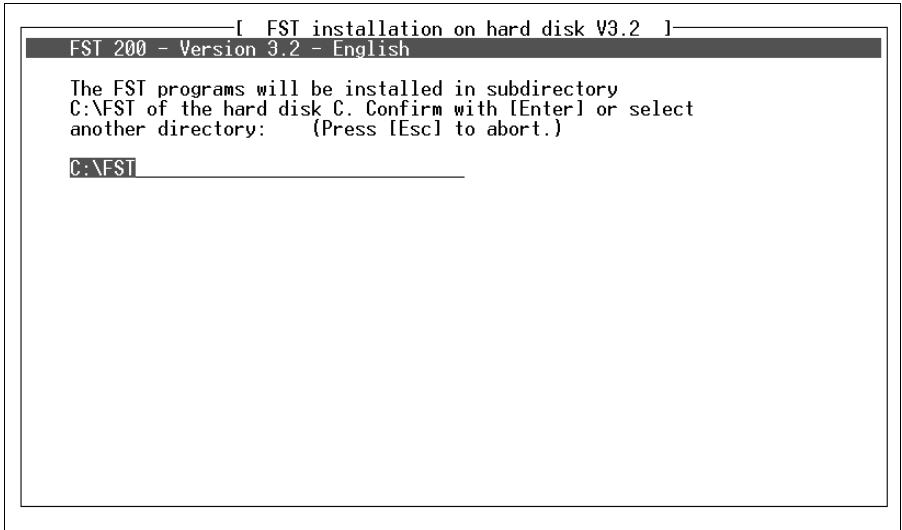 [ FST installation on hard disk V3.2 ]
FST 200 - Version 3.2 - English
The FST programs will be installed in subdirectory
C:\FST of the hard disk C. Confirm with [Enter] or select
another directory: (Press [Esc] to abort.)
C:\FST